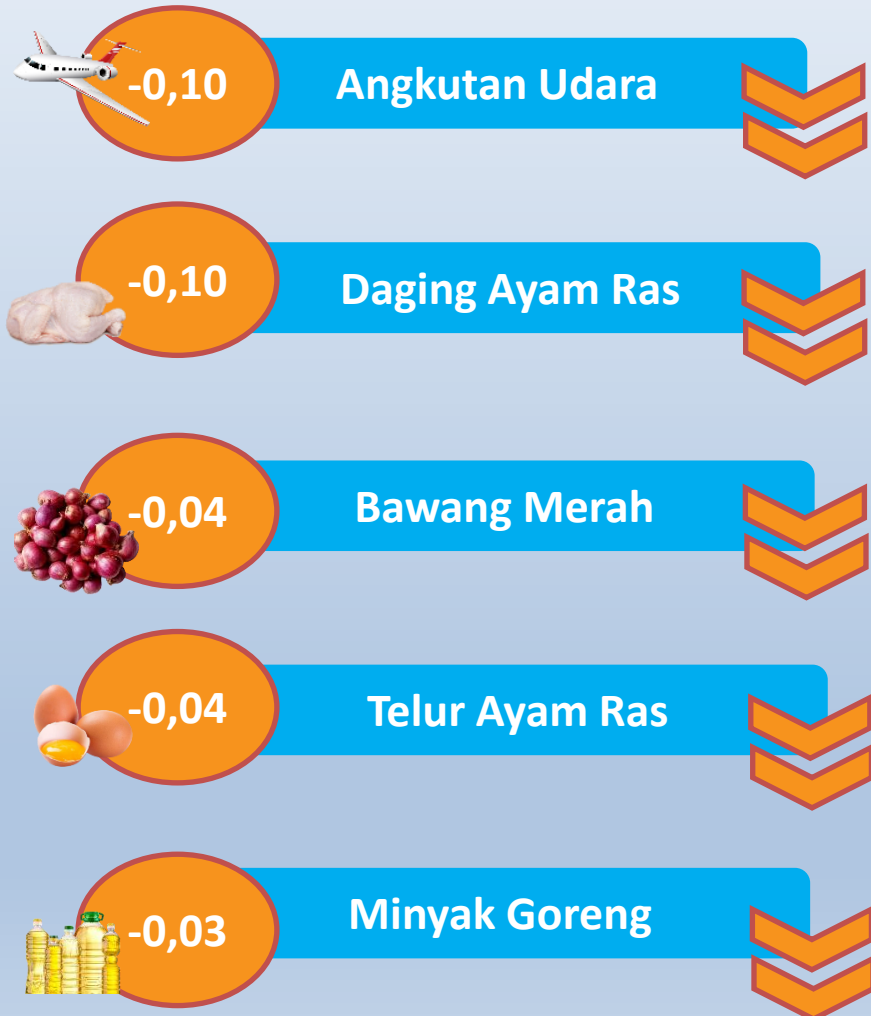 -0,10 Angkutan Udara
-0,10 Daging Ayam Ras
-0,04 Bawang Merah
-0,04 Telur Ayam Ras
-0,03 Minyak Goreng